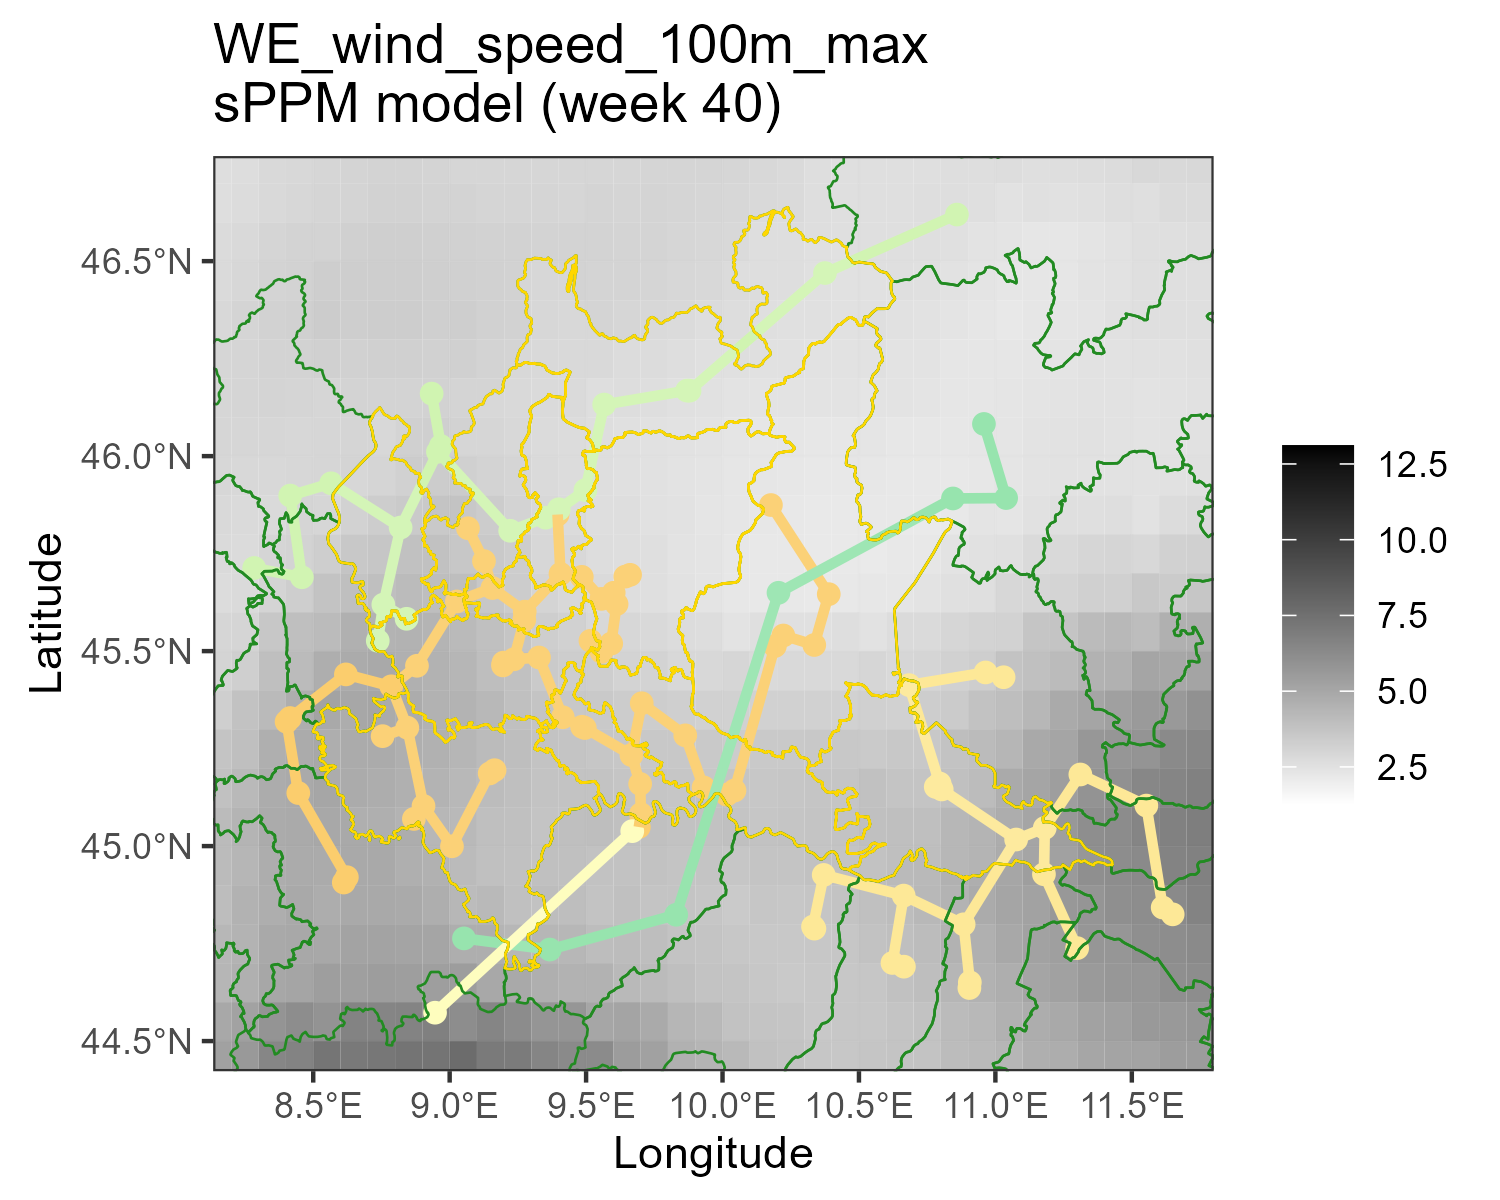 WE_wind_speed_100m_max
sPPM model (week 40)
46.5°N
46.0°N
45.5°N
45.0°N
44.5°N
Latitude
8.5°E 9.0°E 9.5°E 10.0°E 10.5°E 11.0°E 11.5°E
Longitude
12.5
10.0
7.5
5.0
2.5